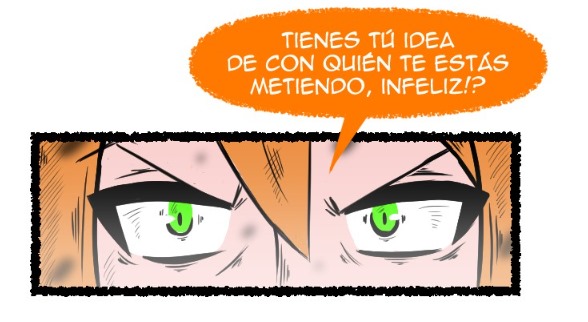 TIENES TÚ IDEA
DE CON QUIÉN TE ESTÁS
METIENDO, INFELIZ!?